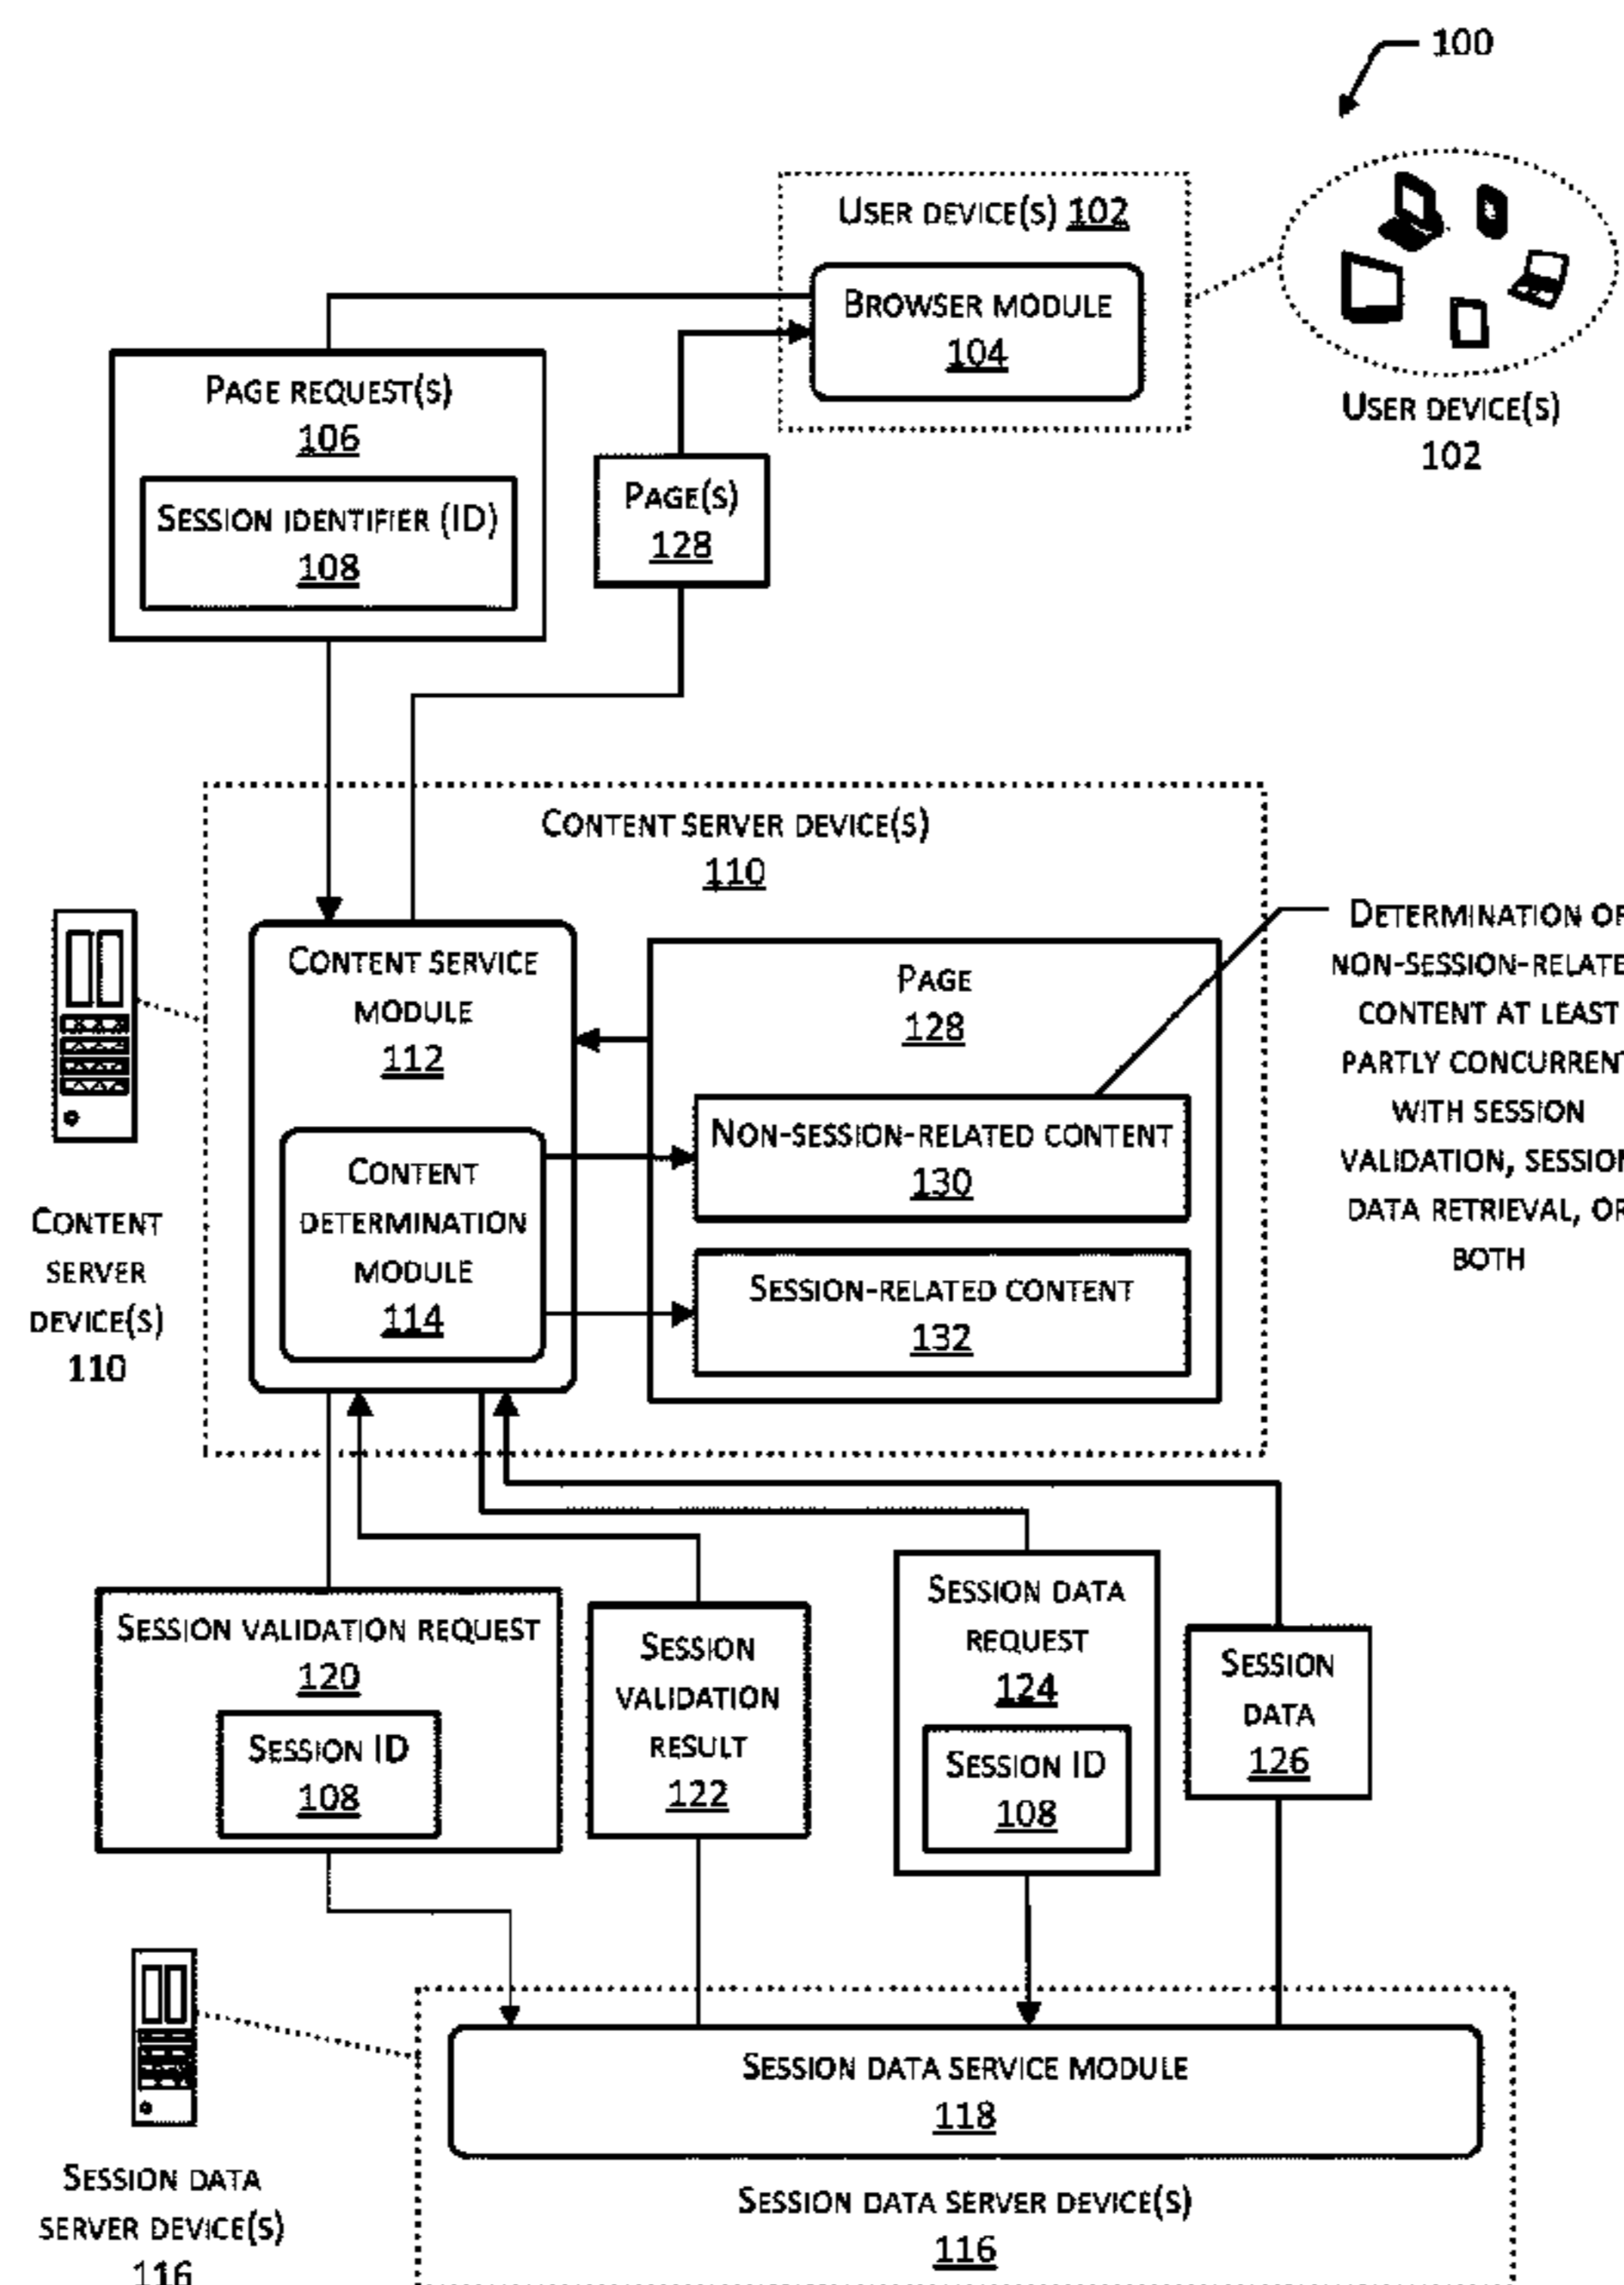 100
User device(s) 102
Browser module
104
User device(s)
102
Page request(s)
106
Session identifier (ID)
108
Page(s)
128
Content server device(s)
110
Content service
module
112
Content
determination
module
114
Page
128
Non-session-related content
130
Session-related content
132
Determination of
non-session-relate
content at least
partly concurrent
with session
validation, session
data retrieval, or
both
Content
server
device(s)
110
Session validation request
120
Session ID
108
Session
validation
result
122
Session data
request
124
Session ID
108
Session
data
126
Session data service module
118
Session data server device(s)
116
Session data
server device(s)
116